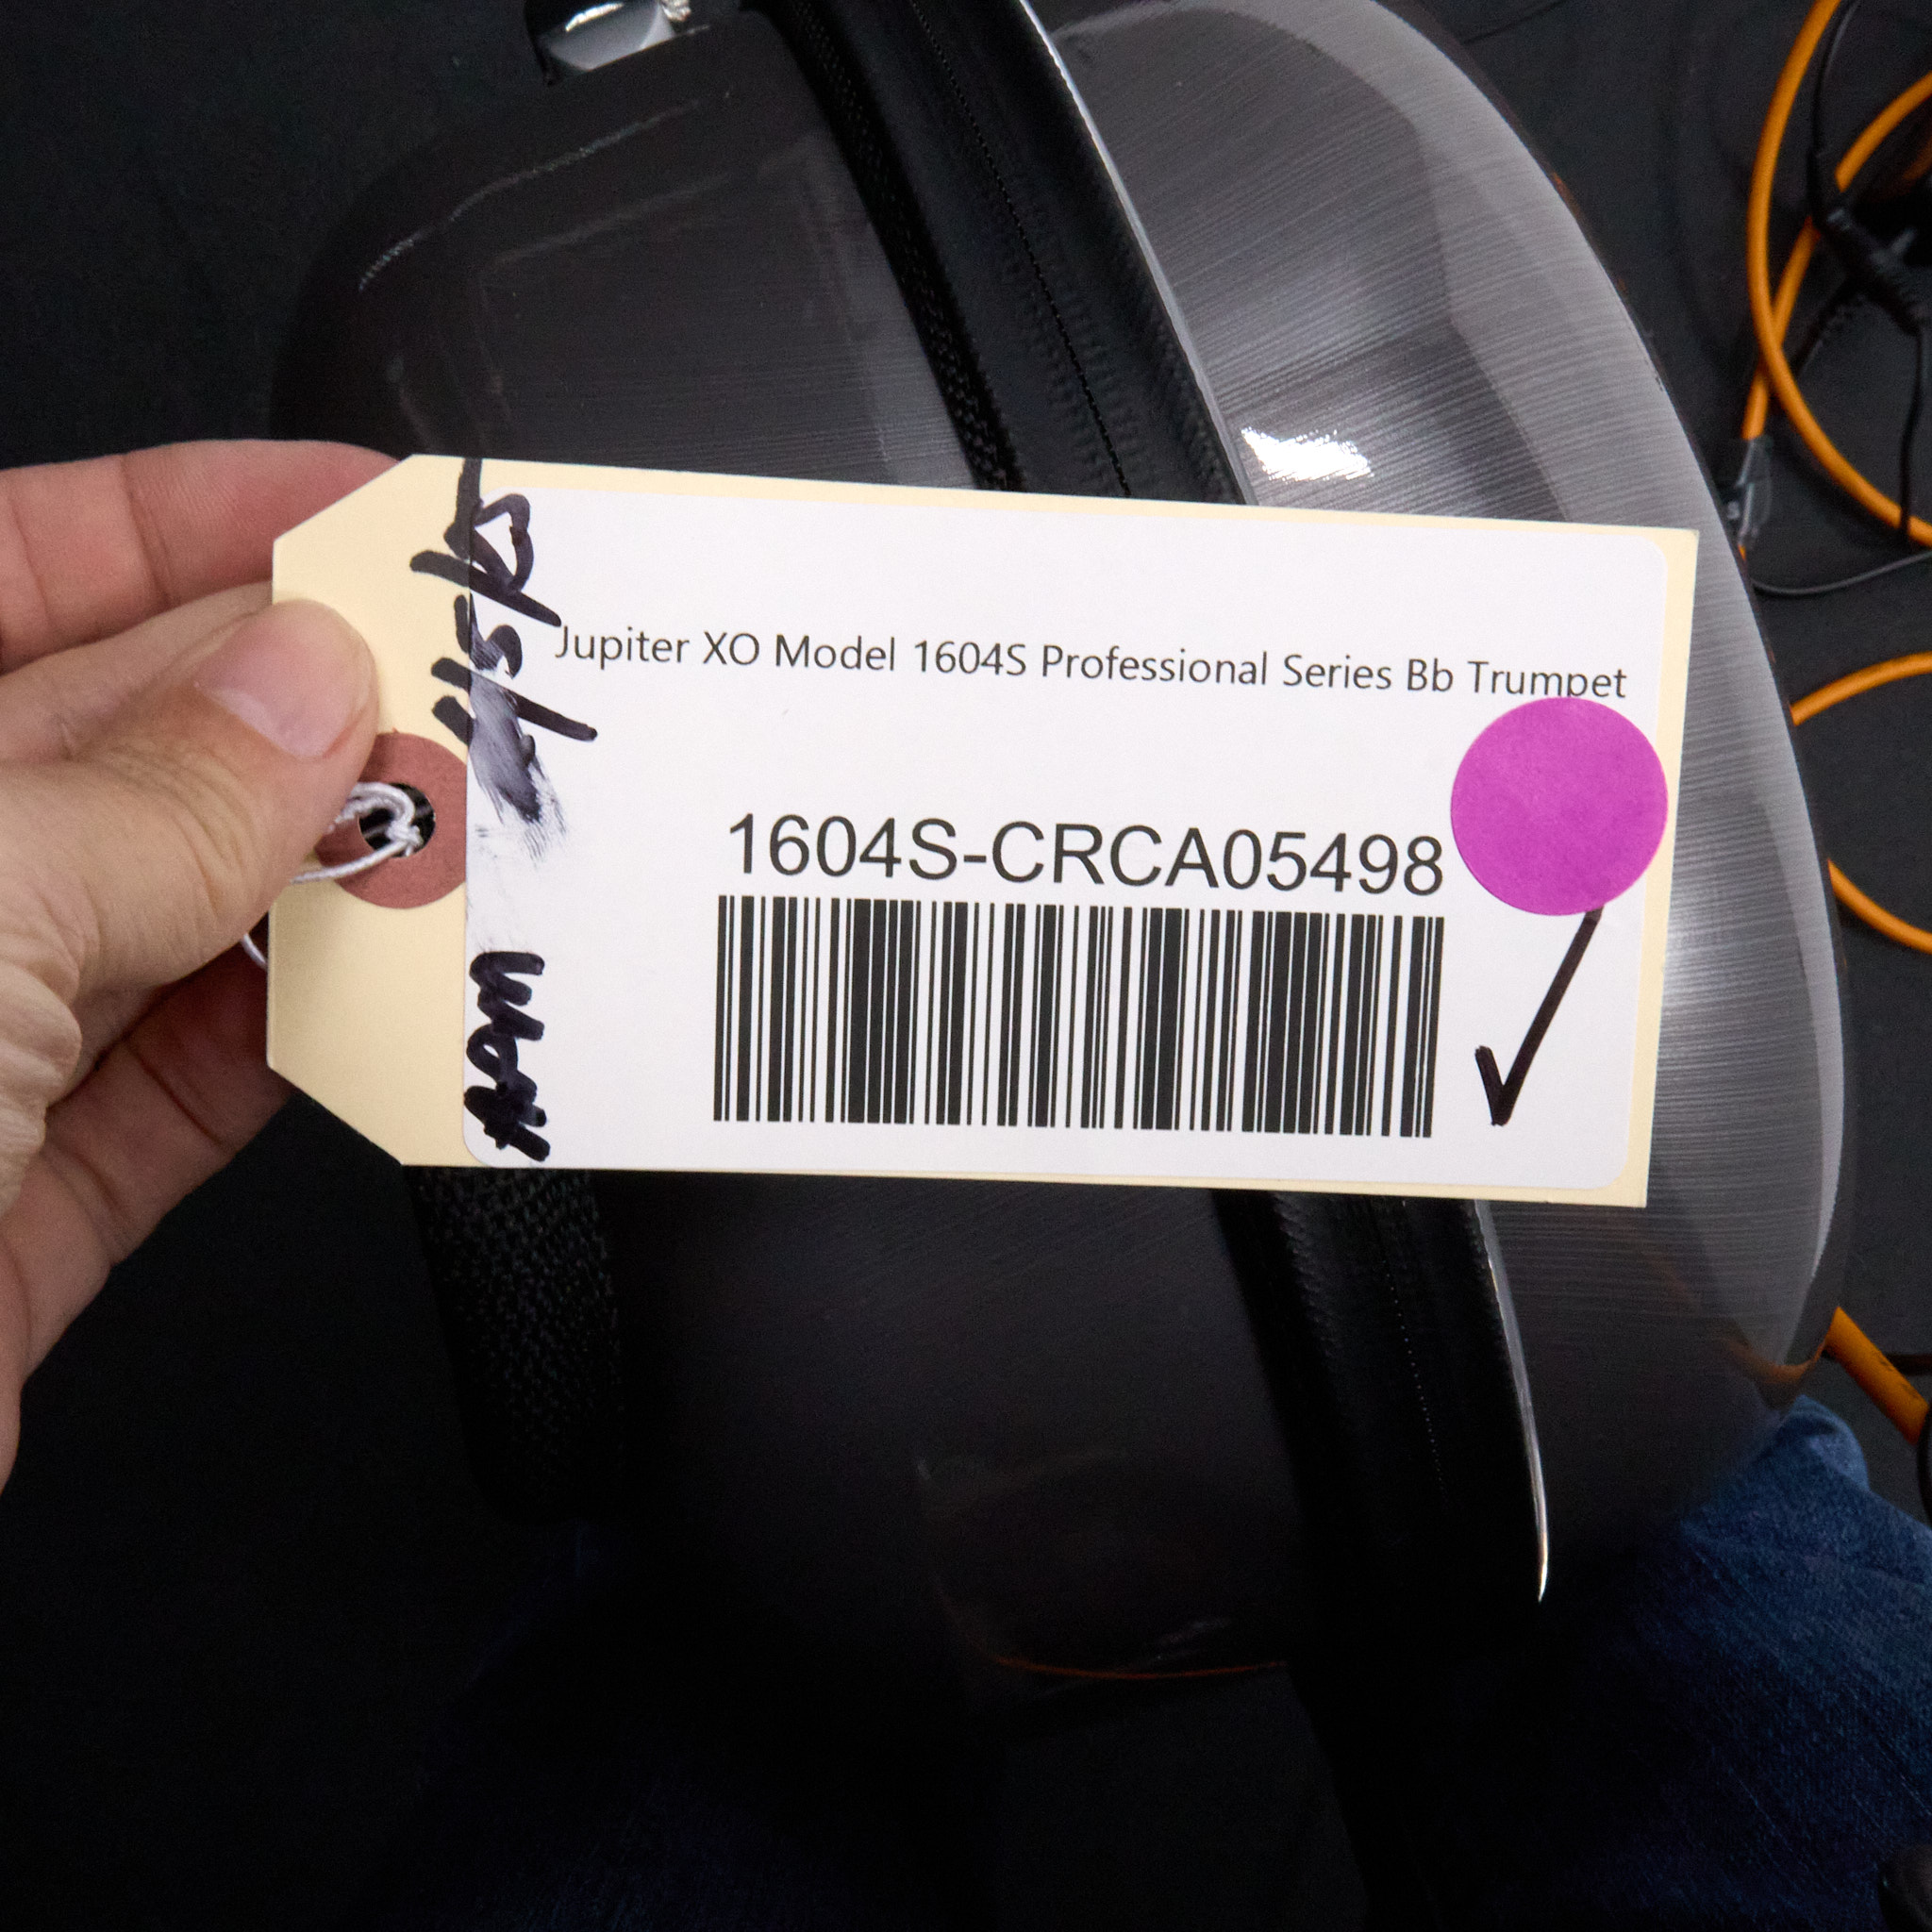 Jupiter XO Model 1604S Professional Series Bb Trumpet
1604S-CRCA05498